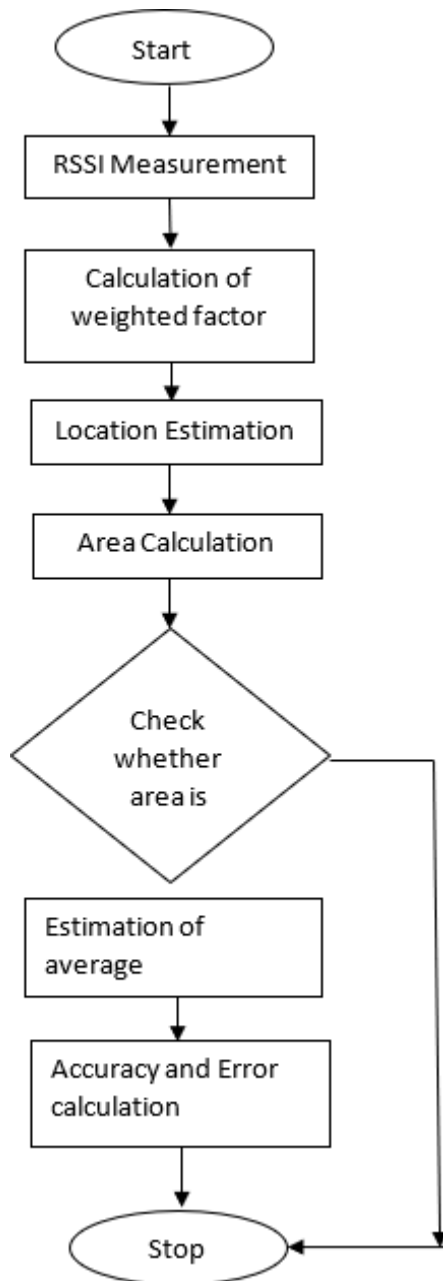 Start
RSSI Measurement
Calculation of
weighted factor
Location Estimation
Area Calculation
Check
whether
area is
Estimation of
average
Accuracy and Error
calculation
Stop